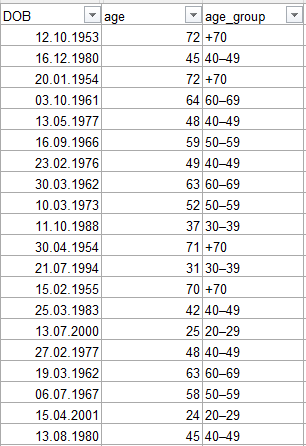 DOB age age_group
12.10.1953 72 +70
16.12.1980 45 40–49
20.01.1954 72 +70
03.10.1961 64 60–69
13.05.1977 48 40–49
16.09.1966 59 50–59
23.02.1976 49 40–49
30.03.1962 63 60–69
10.03.1973 52 50–59
11.10.1988 37 30–39
30.04.1954 71 +70
21.07.1994 31 30–39
15.02.1955 70 +70
25.03.1983 42 40–49
13.07.2000 25 20–29
27.02.1977 48 40–49
19.03.1962 63 60–69
06.07.1967 58 50–59
15.04.2001 24 20–29
13.08.1980 45 40–49